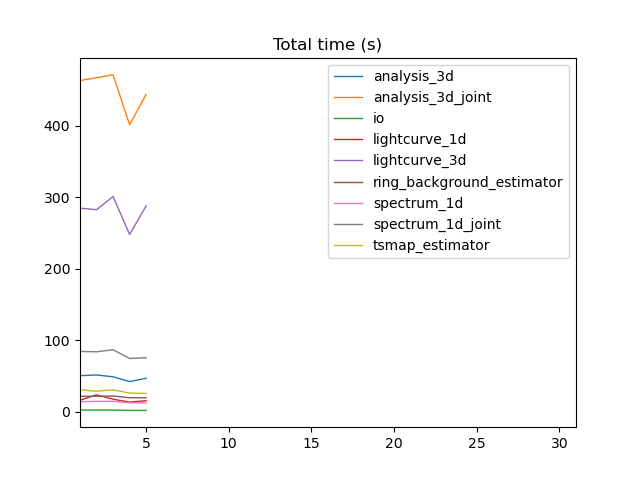 Total time (s)
analysis_3d
analysis_3d_joint
io
lightcurve_1d
lightcurve_3d
ring_background_estimator
spectrum_1d
spectrum_1d_joint
tsmap_estimator
400
300
200
100
0
5 10 15 20 25 30